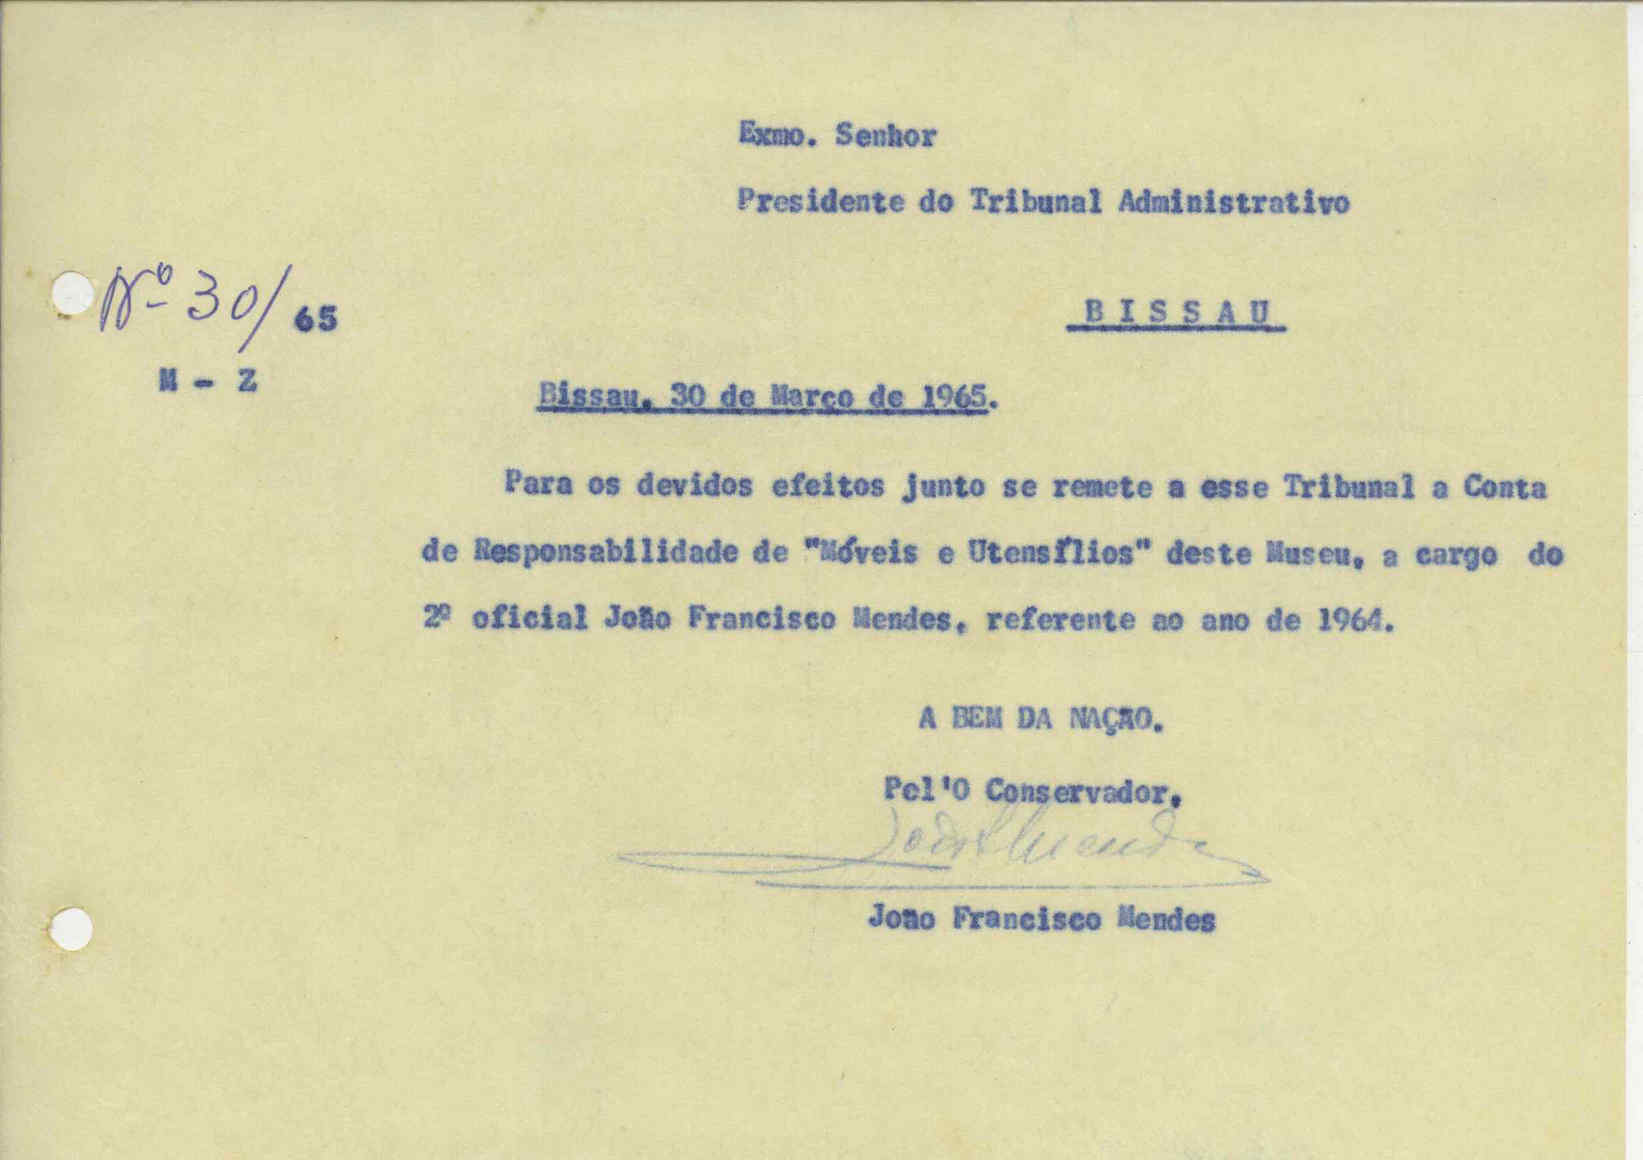 Exmo. Senhor
Presidente do Tribunal Administrativo
BISSAU
Nº 30/65
M - Z
Bissau, 30 de Março de 1965.
Para os devidos efeitos junto se remete a esse Tribunal a Conta
de Responsabilidade de "Móveis e Utensílios" deste Museu, a cargo do
2º oficial João Francisco Mendes, referente ao ano de 1964.
A BEM DA NAÇÃO.
Pel'O Conservador,
João F Mendes
João Francisco Mendes